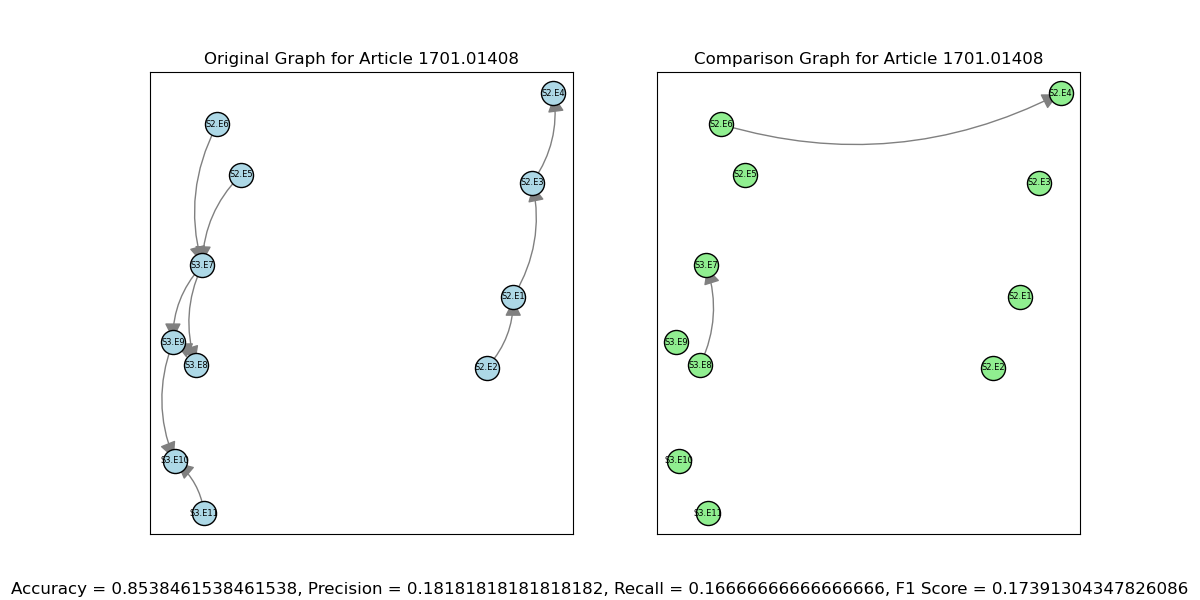 Original Graph for Article 1701.01408
Comparison Graph for Article 1701.01408
S2.E4
S2.E6
S2.E5
S2.E3
S3.E7
S2.E1
S3.E9
S3.E8
S2.E2
S3.E10
S3.E11
S2.E4
S2.E6
S2.E5
S2.E3
S3.E7
S2.E1
S3.E9
S3.E8
S2.E2
S3.E10
S3.E11
Accuracy = 0.8538461538461538, Precision = 0.18181818181818182, Recall = 0.16666666666666666, F1 Score = 0.17391304347826086